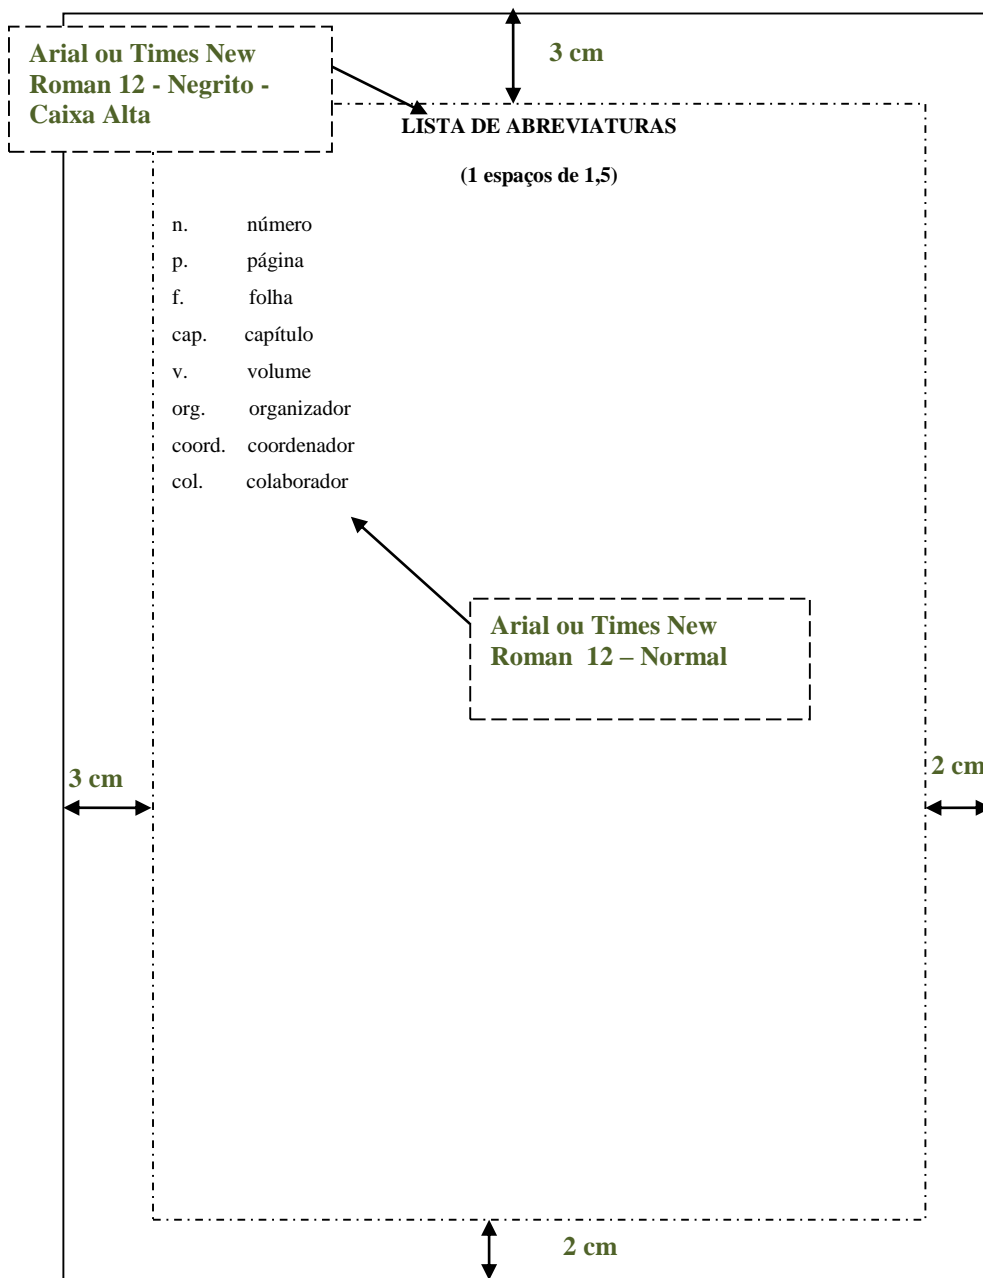 Arial ou Times New
Roman 12 - Negrito -
Caixa Alta
3 cm
LISTA DE ABREVIATURAS
(1 espaços de 1,5)
n. número
p. página
f. folha
cap. capítulo
v. volume
org. organizador
coord. coordenador
col. colaborador
Arial ou Times New
Roman 12 – Normal
3 cm
2 cm
2 cm